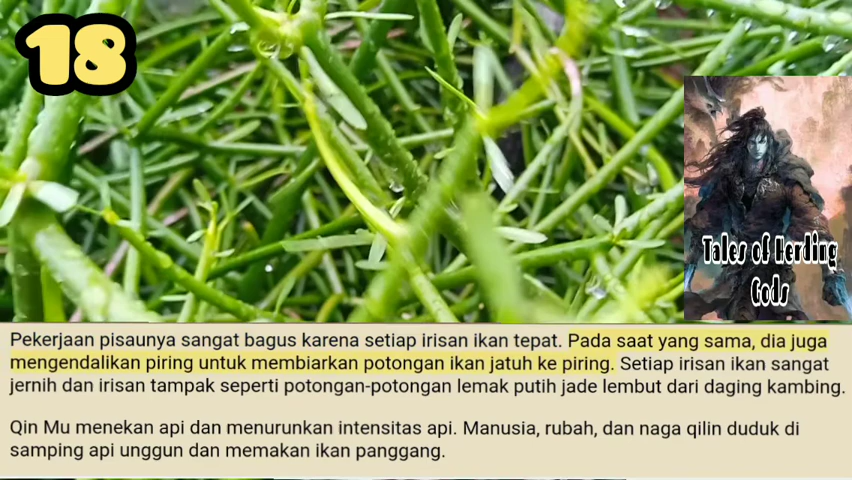 18
Tales of Herding
Gods
Pekerjaan pisaunya sangat bagus karena setiap irisan ikan tepat. Pada saat yang sama, dia juga
mengendalikan piring untuk membiarkan potongan ikan jatuh ke piring. Setiap irisan ikan sangat
jernih dan irisan tampak seperti potongan-potongan lemak putih jade lembut dari daging kambing.
Qin Mu menekan api dan menurunkan intensitas api. Manusia, rubah, dan naga qilin duduk di
samping api unggun dan memakan ikan panggang.